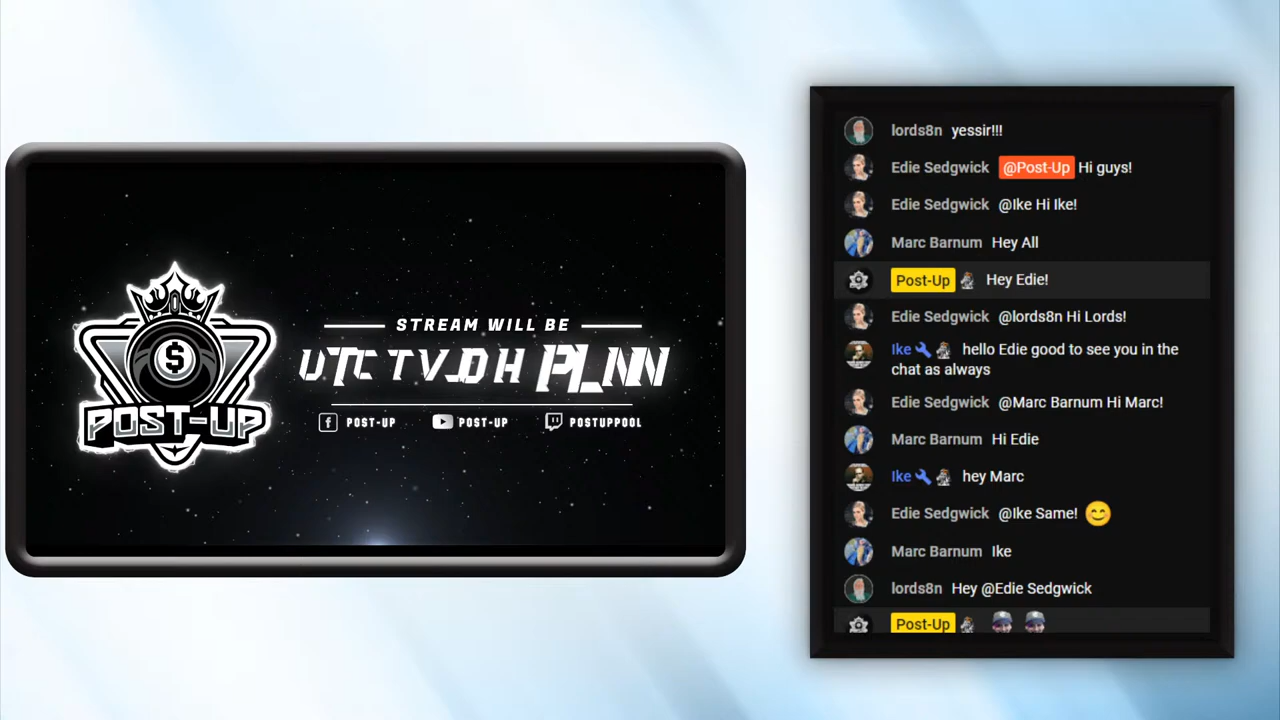 STREAM WILL BE
POST-UP
POST-UP
POST-UP
POSTUPPOOL
lords8n yessir!!!
Edie Sedgwick @Post-Up Hi guys!
Edie Sedgwick @Ike Hi Ike!
Marc Barnum Hey All
Post-Up Hey Edie!
Edie Sedgwick @lords8n Hi Lords!
Ike hello Edie good to see you in the
chat as always
Edie Sedgwick @Marc Barnum Hi Marc!
Marc Barnum Hi Edie
Ike hey Marc
Edie Sedgwick @Ike Same! 😊
Marc Barnum Ike
lords8n Hey @Edie Sedgwick
Post-Up